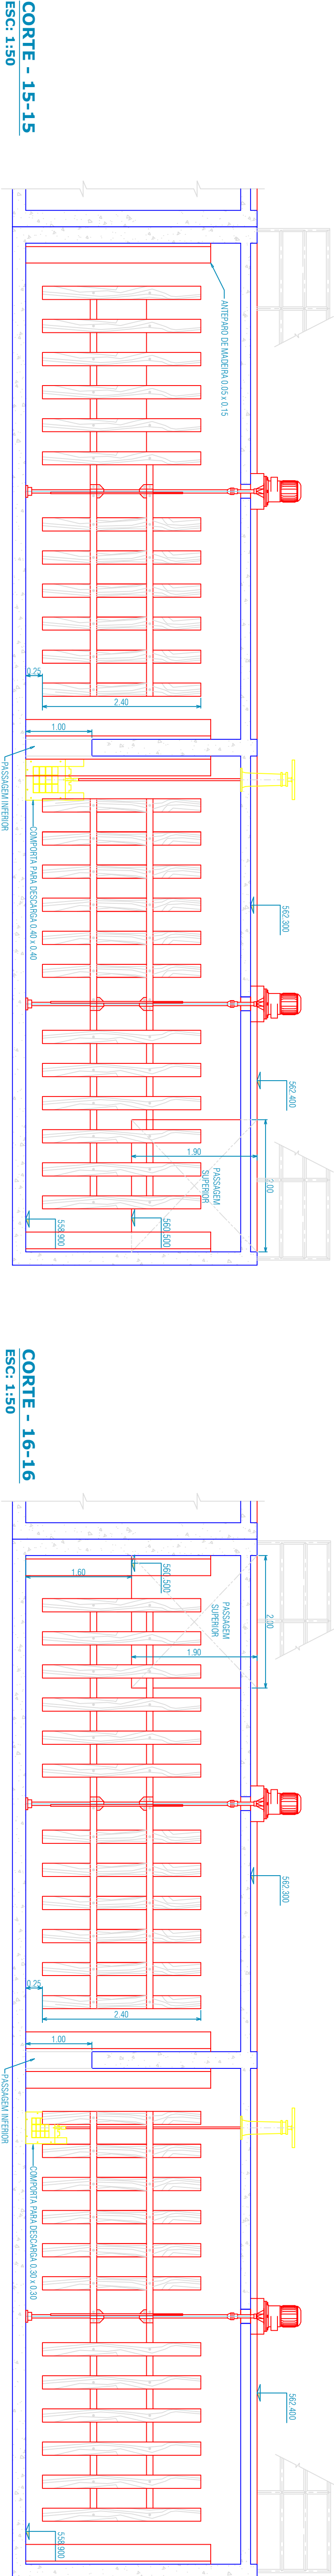 CORTE - 15-15
ESC: 1:50
ANTEPARO DE MADEIRA 0.05 x 0.15
0.25
2.40
1.00
PASSAGEM INFERIOR
COMPORTA PARA DESCARGA 0.40 x 0.40
562.300
562.400
2.00
1.90
PASSAGEM
SUPERIOR
560.500
558.900
CORTE - 16-16
ESC: 1:50
560.500
1.60
2.00
PASSAGEM
SUPERIOR
1.90
562.300
0.25
2.40
1.00
PASSAGEM INFERIOR
COMPORTA PARA DESCARGA 0.30 x 0.30
562.400
558.900